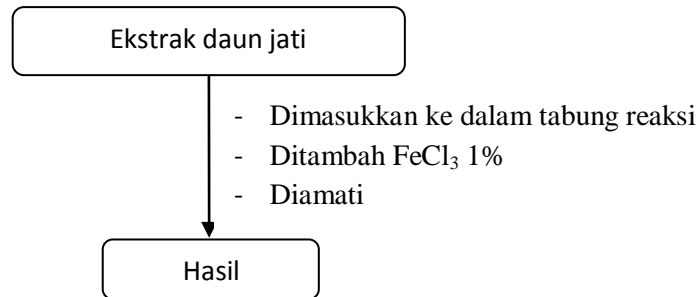 Ekstrak daun jati
- Dimasukkan ke dalam tabung reaksi
- Ditambah FeCl₃ 1%
- Diamati
Hasil